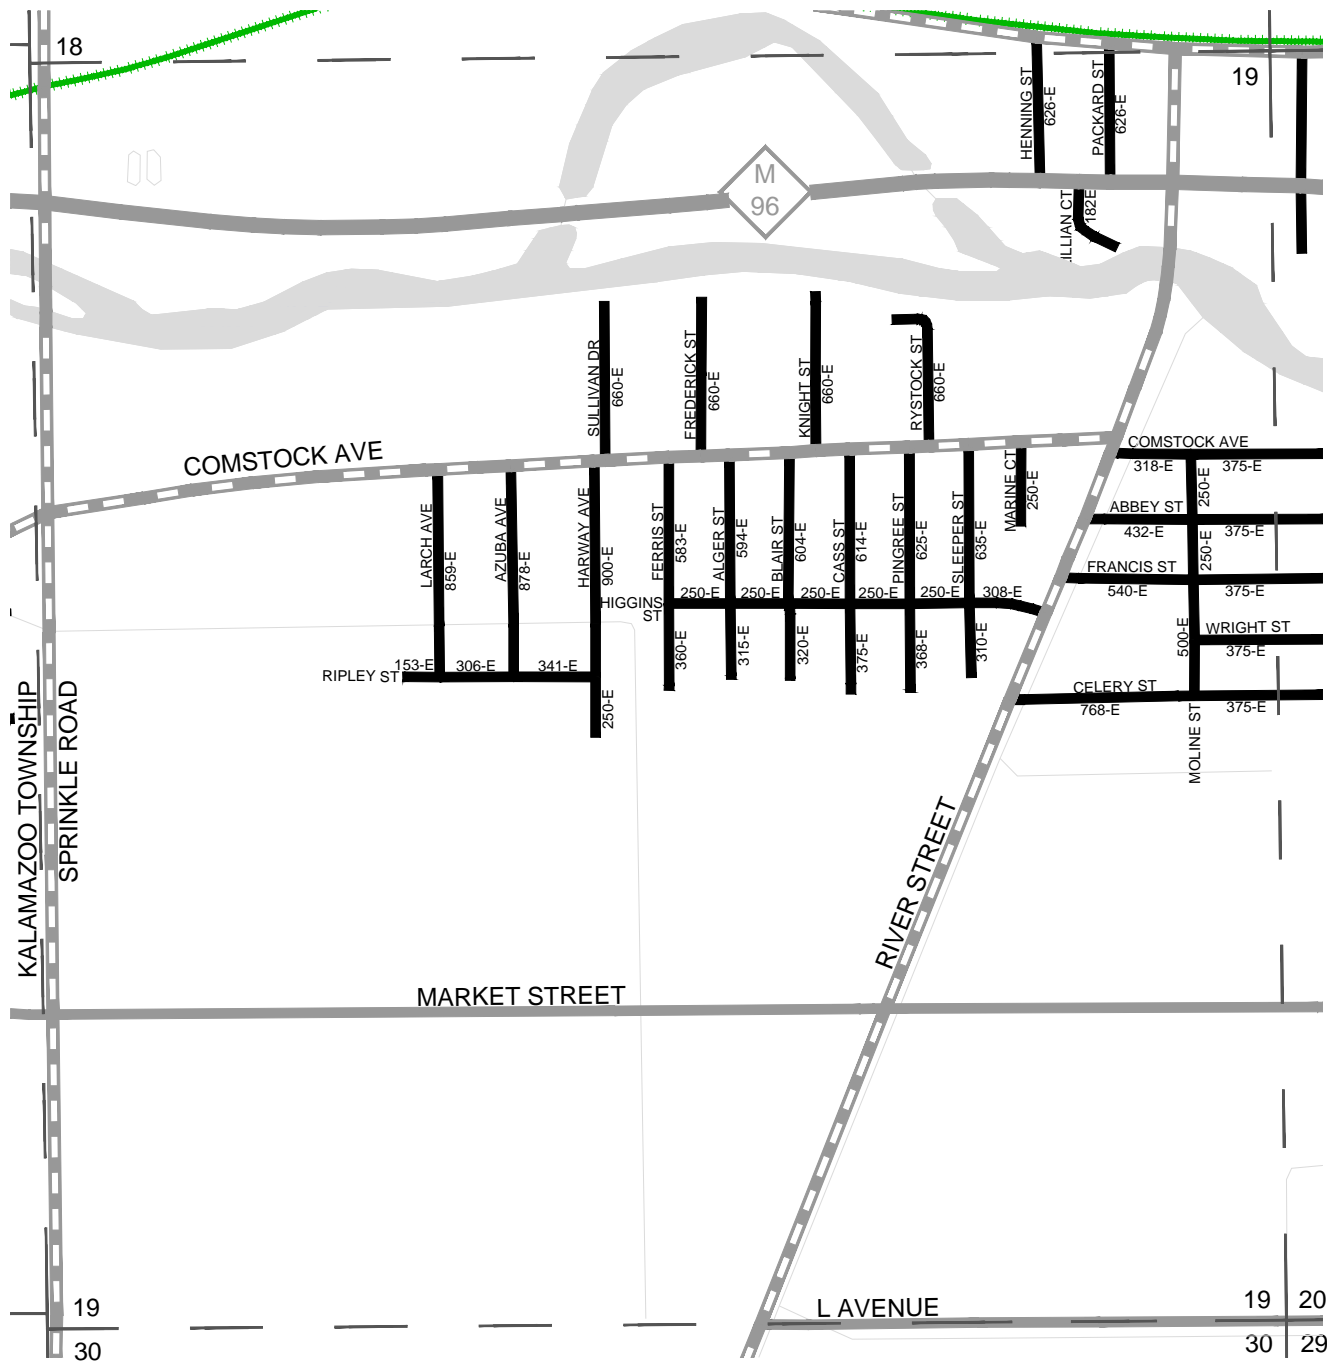 18
19
HENNING ST
626-E
PACKARD ST
626-E
M
96
182E
SULLIVAN DR
660-E
FREDERICK ST
660-E
KNIGHT ST
660-E
RYSTOCK ST
660-E
COMSTOCK AVE
COMSTOCK AVE
318-E
375-E
250-E
LARCH AVE
859-E
AZUBA AVE
878-E
HARWAY AVE
900-E
FERRIS ST
583-E
ALGER ST
594-E
BLAIR ST
604-E
CASS ST
614-E
PINGREE ST
625-E
SLEEPER ST
635-E
MARINE CT
250-E
ABBEY ST
432-E
375-E
250-E
FRANCIS ST
540-E
375-E
HIGGINS
ST
250-E
250-E
250-E
250-E
250-E
308-E
360-E
315-E
320-E
375-E
368-E
310-E
WRIGHT ST
375-E
500-E
RIPLEY ST
153-E
306-E
341-E
250-E
CELERY ST
768-E
375-E
MOLINE ST
KALAMAZOO TOWNSHIP
SPRINKLE ROAD
RIVER STREET
MARKET STREET
L AVENUE
19
30
19
20
30
29